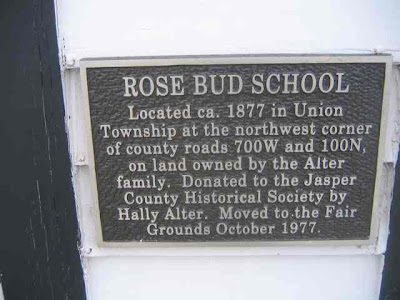 ROSE BUD SCHOOL
Located ca. 1877 in Union
Township at the northwest corner
of county roads 700W and 100N,
on land owned by the Alter
family. Donated to the Jasper
County Historical Society by
Hally Alter. Moved to the Fair
Grounds October 1977.